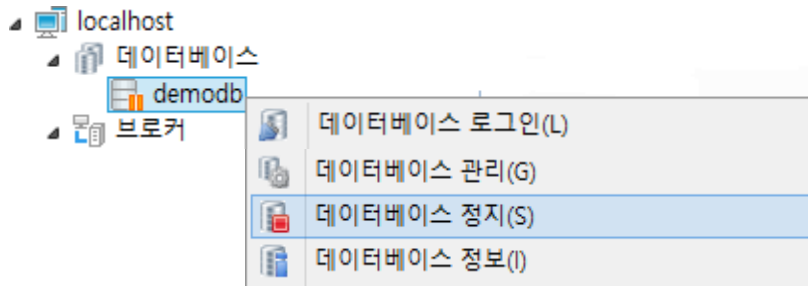 localhost
데이터베이스
demodb
브로커
데이터베이스 로그인(L)
데이터베이스 관리(G)
데이터베이스 정지(S)
데이터베이스 정보(I)